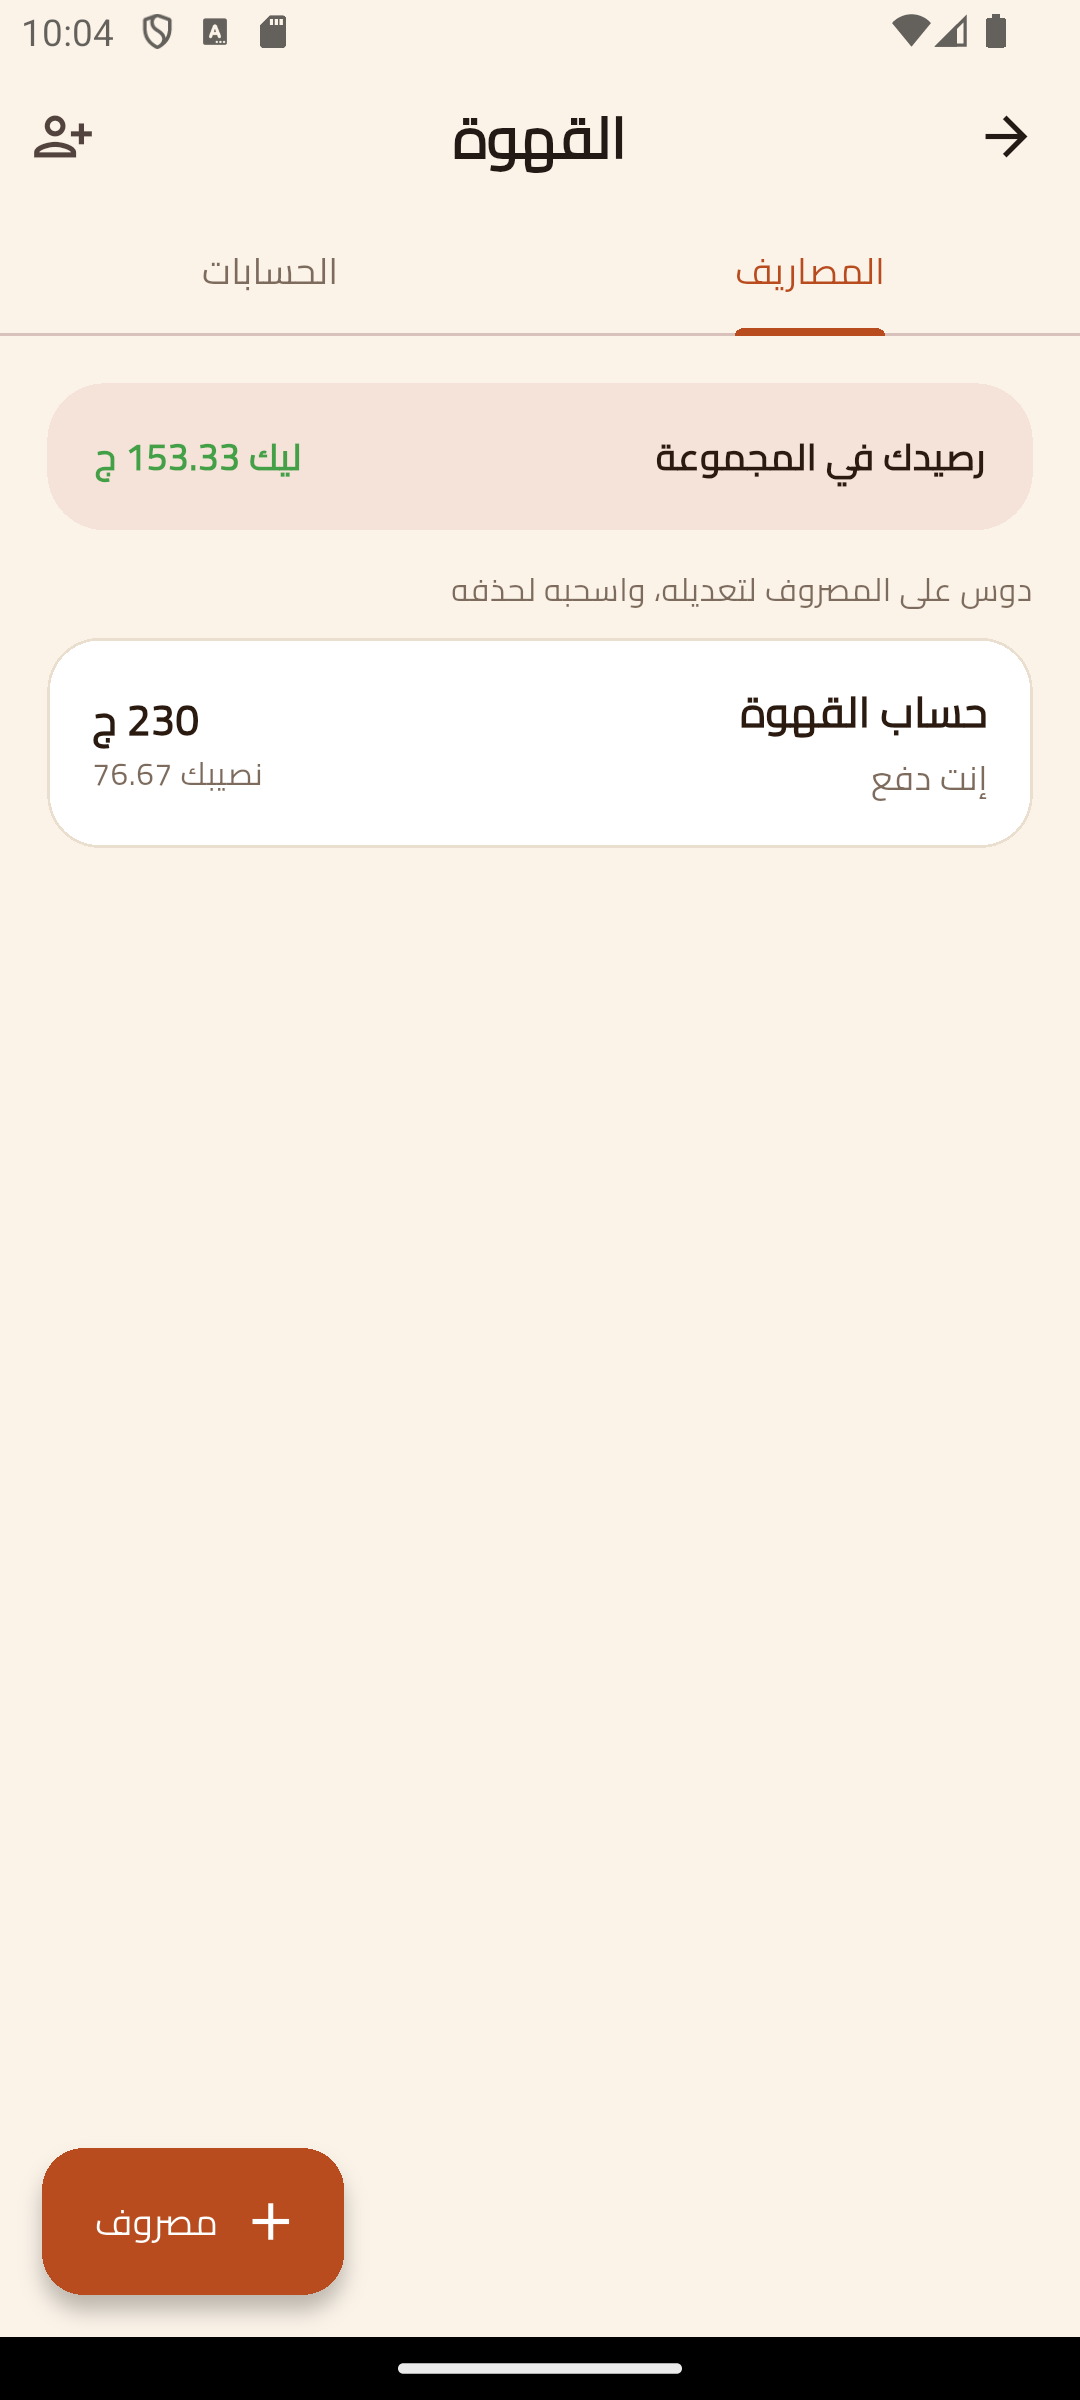 10:04
القهوة
المصاريف
الحسابات
رصيدك في المجموعة
ليك 153.33 ج
دوس على المصروف لتعديله، واسحبه لحذفه
حساب القهوة
230 ج
إنت دفع
نصيبك 76.67
مصروف